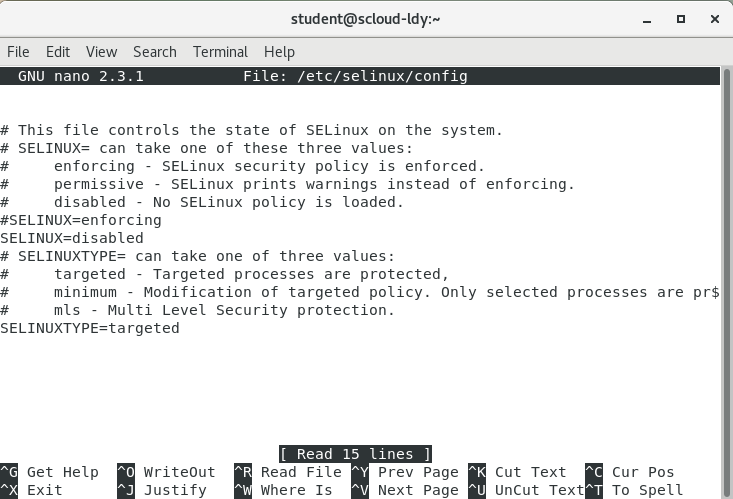 student@scloud-ldy:~
File Edit View Search Terminal Help
GNU nano 2.3.1 File: /etc/selinux/config
# This file controls the state of SELinux on the system.
# SELINUX= can take one of these three values:
#     enforcing - SELinux security policy is enforced.
#     permissive - SELinux prints warnings instead of enforcing.
#     disabled - No SELinux policy is loaded.
#SELINUX=enforcing
SELINUX=disabled
# SELINUXTYPE= can take one of three values:
#     targeted - Targeted processes are protected,
#     minimum - Modification of targeted policy. Only selected processes are pr$
#     mls - Multi Level Security protection.
SELINUXTYPE=targeted
[ Read 15 lines ]
^G Get Help ^O WriteOut ^R Read File ^Y Prev Page ^K Cut Text ^C Cur Pos
^X Exit ^J Justify ^W Where Is ^V Next Page ^U UnCut Text ^T To Spell